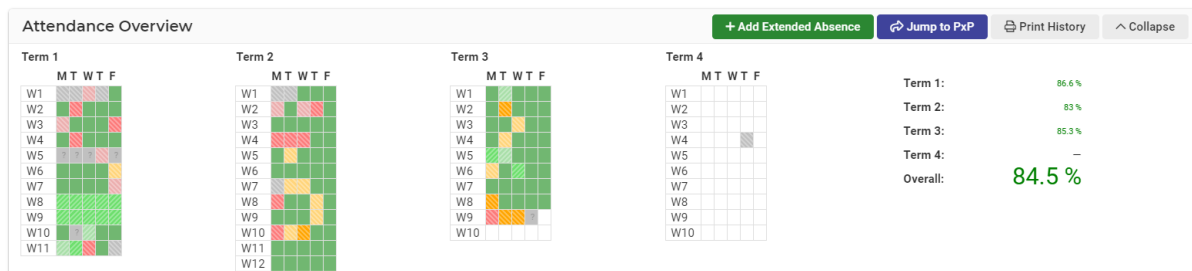 Attendance Overview
+ Add Extended Absence
Jump to PxP
Print History
Collapse
Term 1
M T W T F
W1
W2
W3
W4
W5 ? ? ? ?
W6
W7
W8
W9
W10 ?
W11
Term 2
M T W T F
W1
W2
W3
W4
W5
W6
W7
W8
W9
W10
W11
W12
Term 3
M T W T F
W1
W2
W3
W4
W5
W6
W7
W8
W9 ?
W10
Term 4
M T W T F
W1
W2
W3
W4
W5
W6
W7
W8
W9
W10
Term 1: 86.6 %
Term 2: 83 %
Term 3: 85.3 %
Term 4: —
Overall: 84.5 %